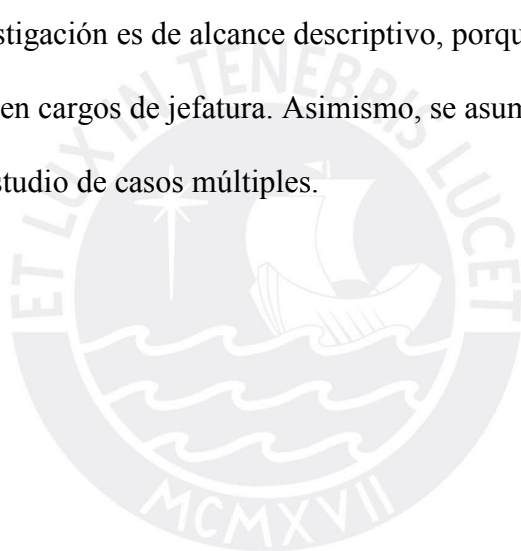 stigación es de alcance descriptivo, porqu
en cargos de jefatura. Asimismo, se asun
studio de casos múltiples.
ET LUX IN TENEBRIS LUCET
MCMXVII